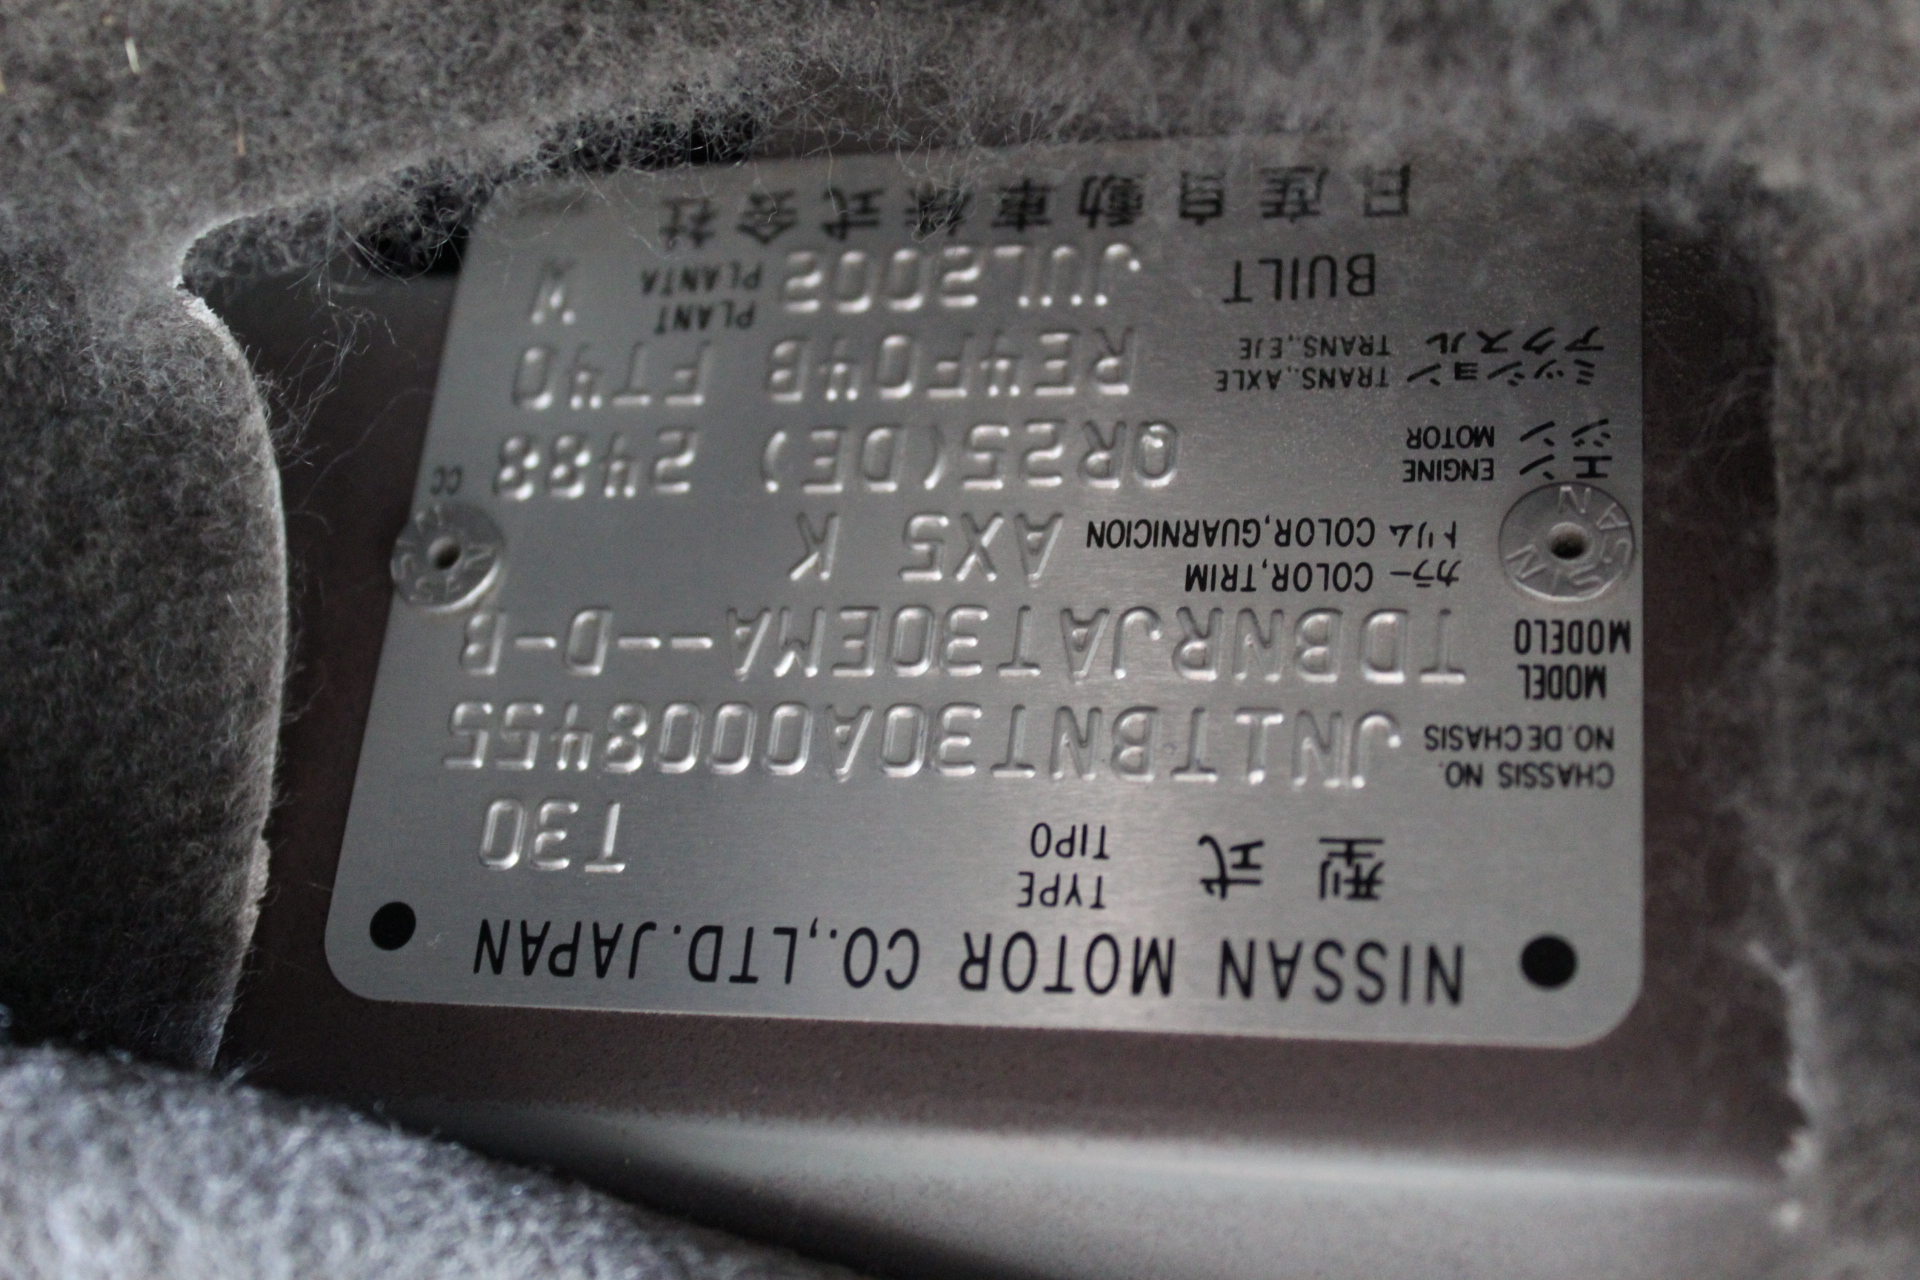 NISSAN MOTOR CO.,LTD. JAPAN
型式 TYPE TIPO T30
CHASSIS NO. NO. DE CHASIS JN1TBNT30A0008455
MODEL MODELO TDBNRJAT30EMA--D-B
カラー COLOR,TRIM
トリム COLOR,GUARNICION AX5 K
エンジン ENGINE MOTOR QR25(DE) 2488 CC
ミッション TRANS., AXLE
アクスル TRANS., EJE RE4F04B FT40
BUILT JUL2002 PLANT PLANTA W
日産自動車株式会社